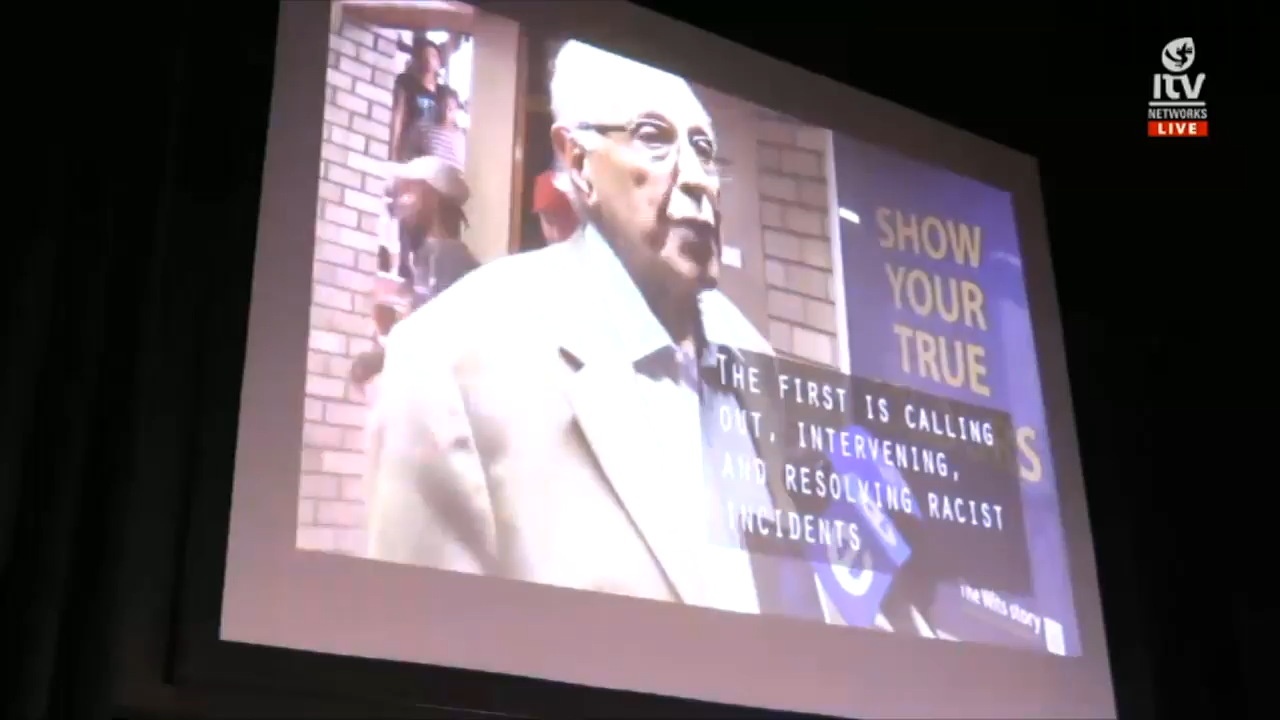 ITV
NETWORKS
LIVE
SHOW
YOUR
TRUE
S
THE FIRST IS CALLING
OUT, INTERVENING,
AND RESOLVING RACIST
INCIDENTS
The Wits story